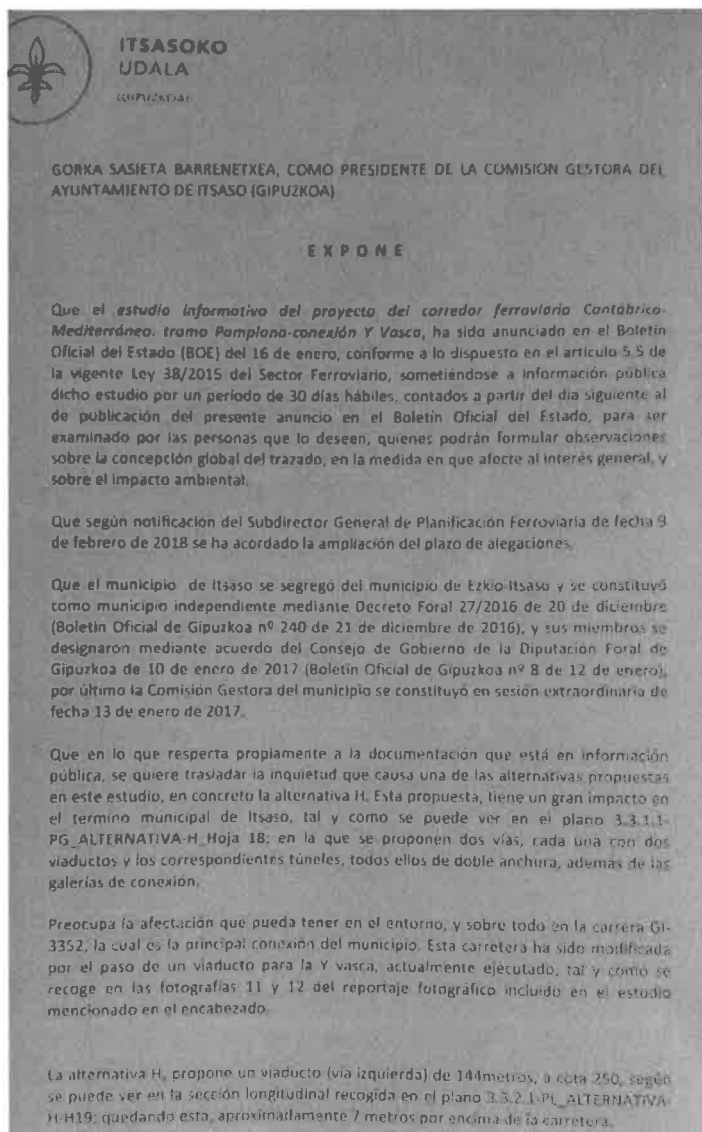 ITSASOKO
UDALA
(GIPUZKOA)
GORKA SASIETA BARRENETXEA, COMO PRESIDENTE DE LA COMISION GESTORA DEL
AYUNTAMIENTO DE ITSASO (GIPUZKOA)
E X P O N E
Que el estudio informativo del proyecto del corredor ferroviario Cantábrico-
Mediterráneo. tramo Pamplona-conexión Y Vasca, ha sido anunciado en el Boletín
Oficial del Estado (BOE) del 16 de enero, conforme a lo dispuesto en el artículo 5.5 de
la vigente Ley 38/2015 del Sector Ferroviario, sometiéndose a información pública
dicho estudio por un período de 30 días hábiles, contados a partir del día siguiente al
de publicación del presente anuncio en el Boletín Oficial del Estado, para ser
examinado por las personas que lo deseen, quienes podrán formular observaciones
sobre la concepción global del trazado, en la medida en que afecte al interés general, y
sobre el impacto ambiental.
Que según notificación del Subdirector General de Planificación Ferroviaria de fecha 9
de febrero de 2018 se ha acordado la ampliación del plazo de alegaciones.
Que el municipio de Itsaso se segregó del municipio de Ezkio-Itsaso y se constituyó
como municipio independiente mediante Decreto Foral 27/2016 de 20 de diciembre
(Boletín Oficial de Gipuzkoa nº 240 de 21 de diciembre de 2016), y sus miembros se
designaron mediante acuerdo del Consejo de Gobierno de la Diputación Foral de
Gipuzkoa de 10 de enero de 2017 (Boletín Oficial de Gipuzkoa nº 8 de 12 de enero),
por último la Comisión Gestora del municipio se constituyó en sesión extraordinaria de
fecha 13 de enero de 2017.
Que en lo que respecta propiamente a la documentación que está en información
pública, se quiere trasladar la inquietud que causa una de las alternativas propuestas
en este estudio, en concreto la alternativa H. Esta propuesta, tiene un gran impacto en
el termino municipal de Itsaso, tal y como se puede ver en el plano 3.3.1.1-
PG_ALTERNATIVA-H_Hoja 18; en la que se proponen dos vías, cada una con dos
viaductos y los correspondientes túneles, todos ellos de doble anchura, además de las
galerías de conexión.
Preocupa la afectación que pueda tener en el entorno, y sobre todo en la carrera GI-
3352, la cual es la principal conexión del municipio. Esta carretera ha sido modificada
por el paso de un viaducto para la Y vasca, actualmente ejecutado, tal y como se
recoge en las fotografías 11 y 12 del reportaje fotográfico incluido en el estudio
mencionado en el encabezado.
La alternativa H, propone un viaducto (vía izquierda) de 144metros, a cota 250, según
se puede ver en la sección longitudinal recogida en el plano 3.3.2.1-PL_ALTERNATIVA-
H-H19; quedando esta, aproximadamente 7 metros por encima de la carretera.